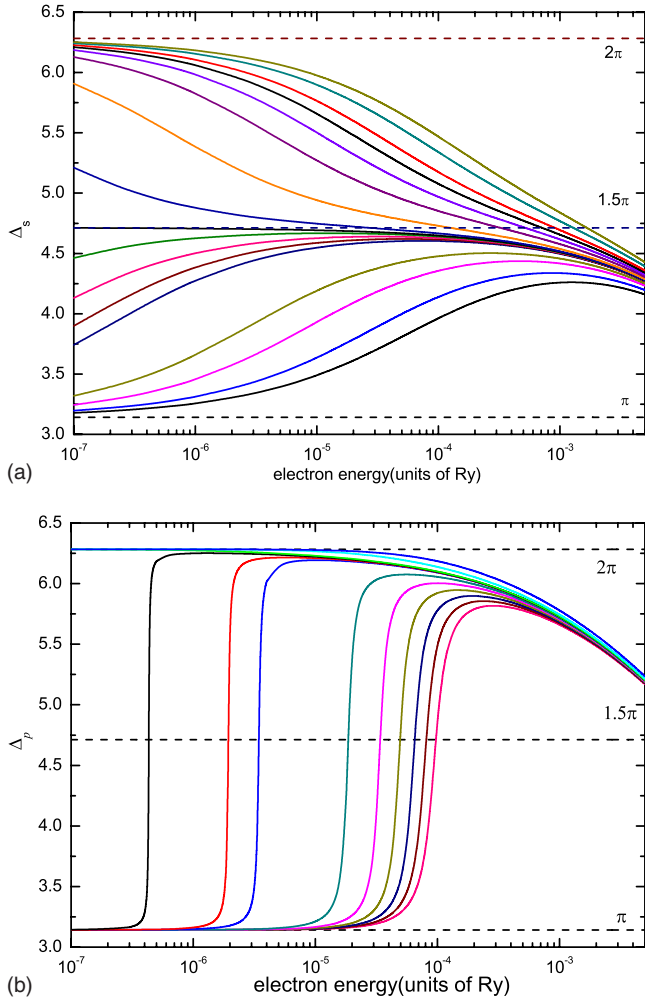 6.5
2π
6.0
5.5
5.0
1.5π
Δs
4.5
4.0
3.5
π
3.0
10-7 10-6 10-5 10-4 10-3
(a)
electron energy(units of Ry)
6.5
2π
6.0
5.5
5.0
1.5π
Δp
4.5
4.0
3.5
π
3.0
10-7 10-6 10-5 10-4 10-3
(b)
electron energy(units of Ry)